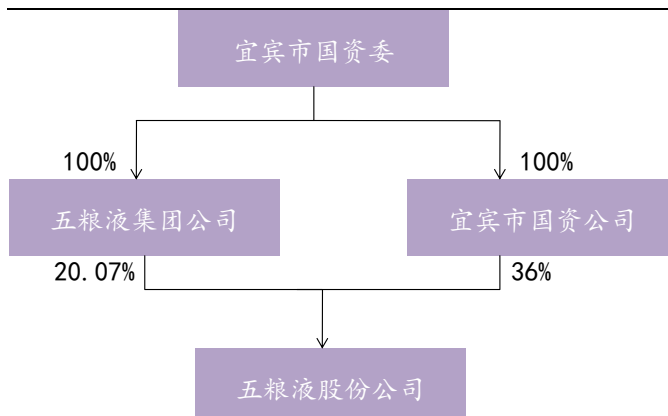 宜宾市国资委
100% 100%
五粮液集团公司 宜宾市国资公司
20.07% 36%
五粮液股份公司